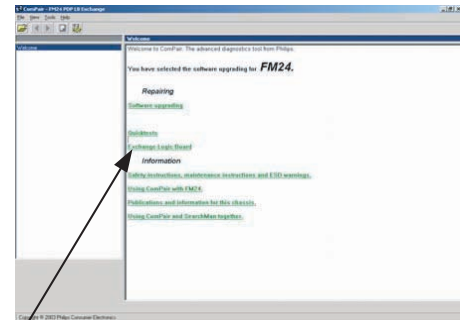 ComPair - FM24 PDP LB Exchange
File View Tools Help
Welcome
Welcome
Welcome to ComPair. The advanced diagnostics tool from Philips.
You have selected the software upgrading for FM24.
Repairing
Software upgrading
Quicktests
Exchange Logic Board
Information
Safety instructions, maintenance instructions and ESD warnings.
Using ComPair with FM24.
Publications and information for this chassis.
Using ComPair and SearchMan together.
Copyright © 2003 Philips Consumer Electronics